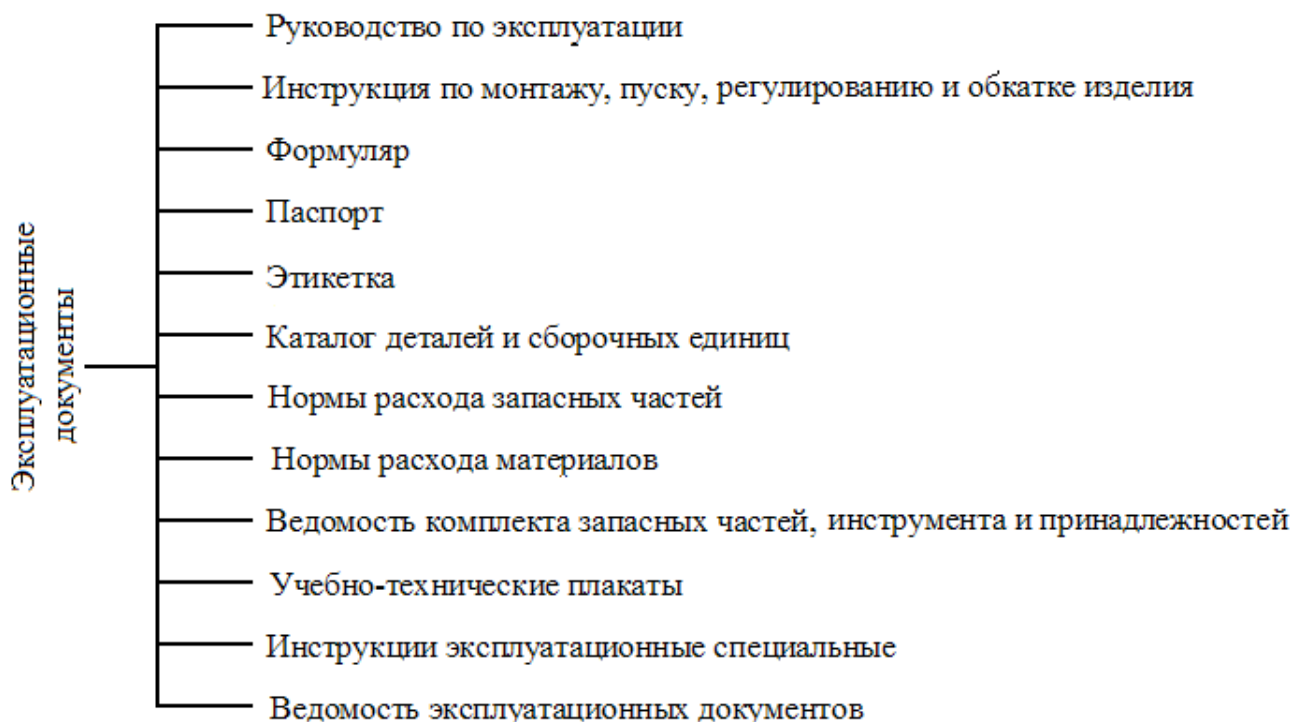 Эксплуатационные
документы
Руководство по эксплуатации
Инструкция по монтажу, пуску, регулированию и обкатке изделия
Формуляр
Паспорт
Этикетка
Каталог деталей и сборочных единиц
Нормы расхода запасных частей
Нормы расхода материалов
Ведомость комплекта запасных частей, инструмента и принадлежностей
Учебно-технические плакаты
Инструкции эксплуатационные специальные
Ведомость эксплуатационных документов